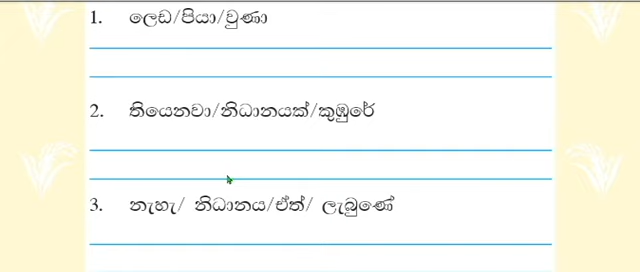 1. ලෙඩ/පියා/වුණා
2. තියෙනවා/නිධානයක්/කුඹුරේ
3. නැහැ/ නිධානය/ඒත්/ ලැබුණේ